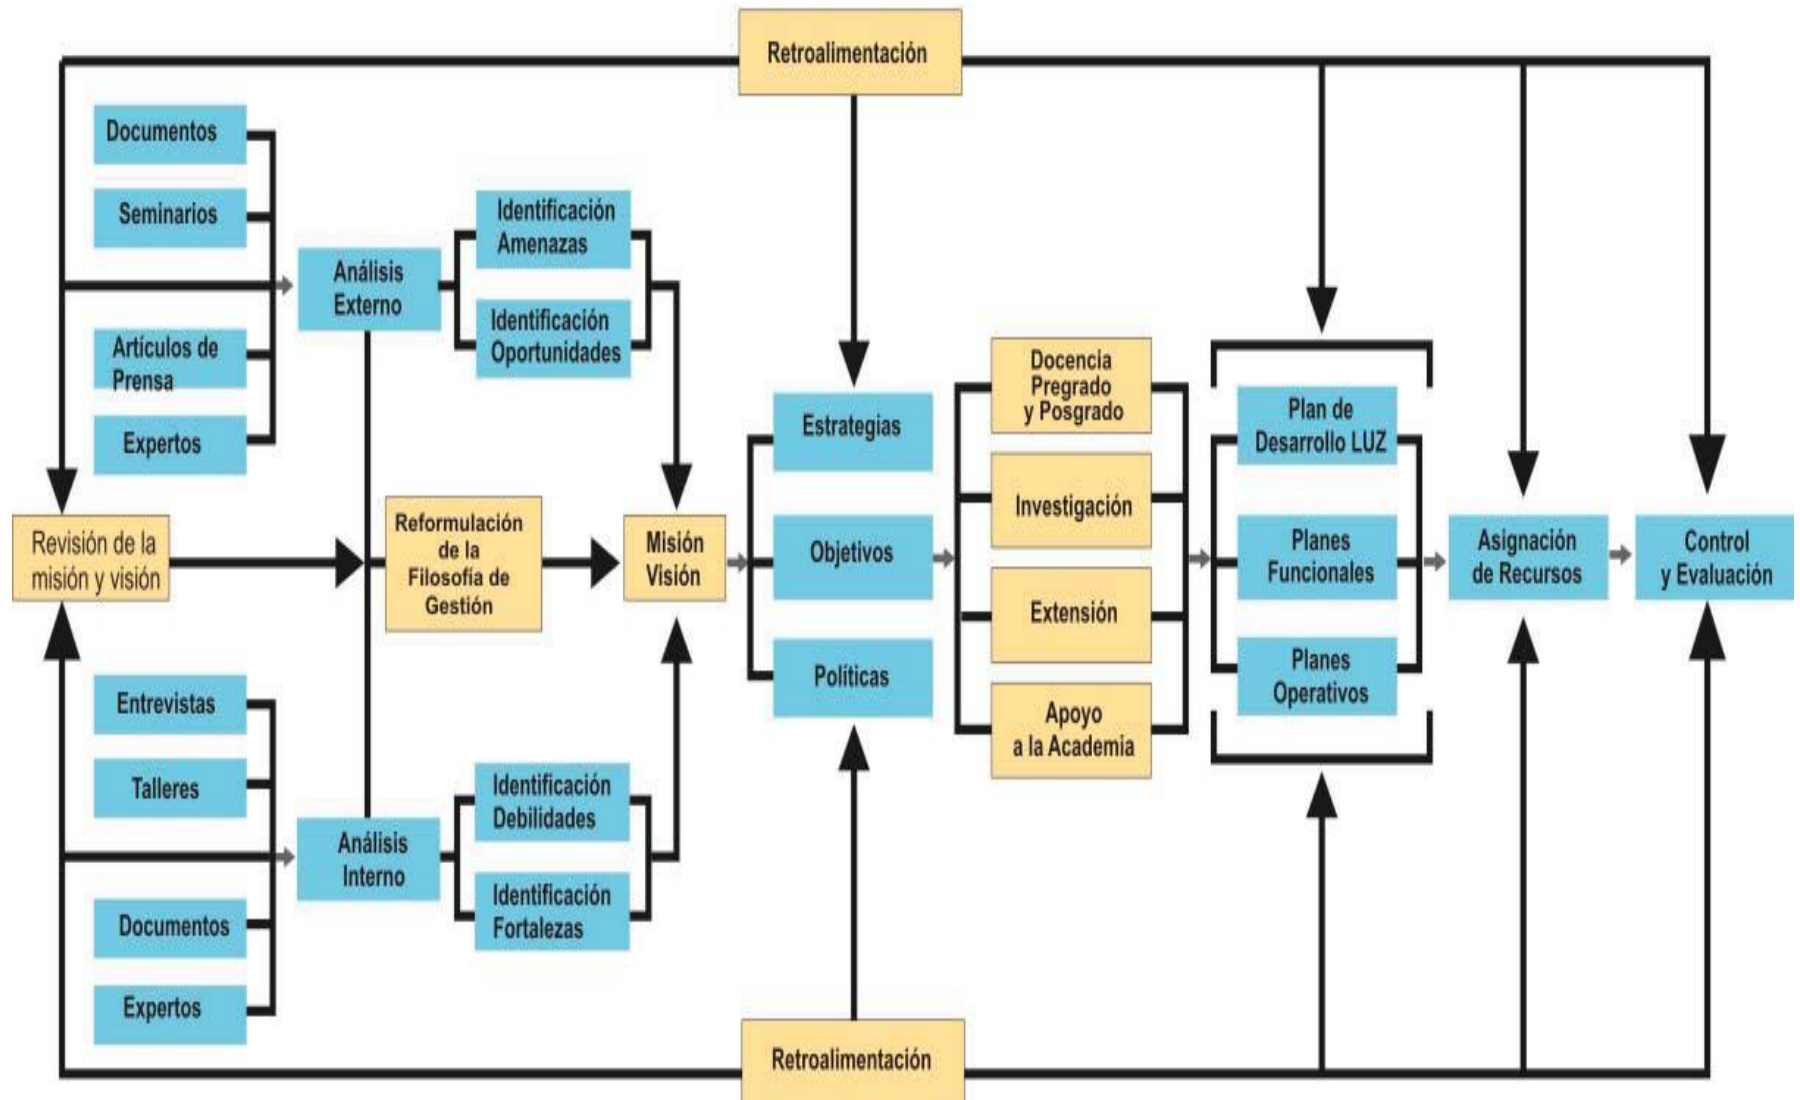 Retroalimentación
Documentos
Seminarios
Artículos de
Prensa
Expertos
Análisis
Externo
Identificación
Amenazas
Identificación
Oportunidades
Revisión de la
misión y visión
Reformulación
de la
Filosofía de
Gestión
Misión
Visión
Entrevistas
Talleres
Documentos
Expertos
Análisis
Interno
Identificación
Debilidades
Identificación
Fortalezas
Estrategias
Objetivos
Políticas
Docencia
Pregrado
y Posgrado
Investigación
Extensión
Apoyo
a la Academia
Plan de
Desarrollo LUZ
Planes
Funcionales
Planes
Operativos
Asignación
de Recursos
Control
y Evaluación
Retroalimentación